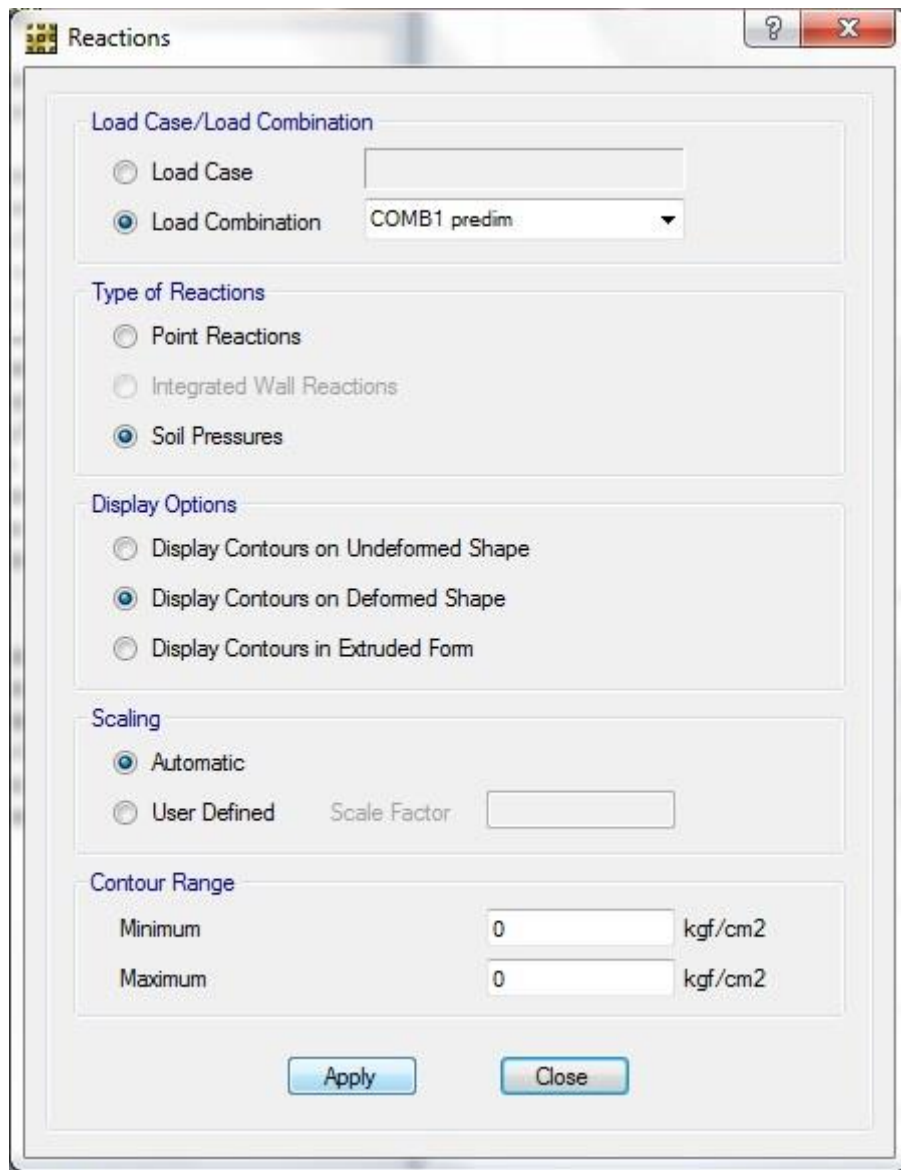 Reactions
Load Case/Load Combination
Load Case
Load Combination COMB1 predim
Type of Reactions
Point Reactions
Integrated Wall Reactions
Soil Pressures
Display Options
Display Contours on Undeformed Shape
Display Contours on Deformed Shape
Display Contours in Extruded Form
Scaling
Automatic
User Defined Scale Factor
Contour Range
Minimum 0 kgf/cm2
Maximum 0 kgf/cm2
Apply Close